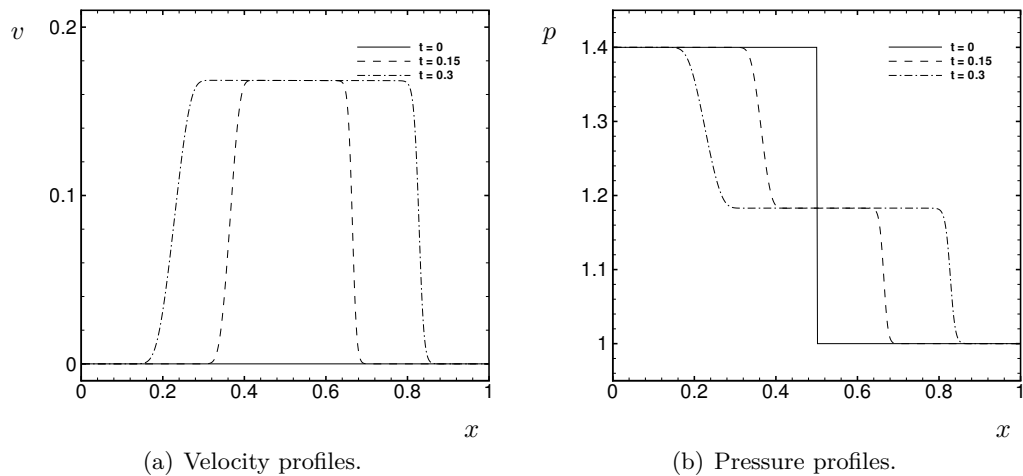 v
0.2
0.1
0
0 0.2 0.4 0.6 0.8 1
x
t = 0
t = 0.15
t = 0.3
(a) Velocity profiles.
p
1.4
1.3
1.2
1.1
1
0 0.2 0.4 0.6 0.8 1
x
t = 0
t = 0.15
t = 0.3
(b) Pressure profiles.